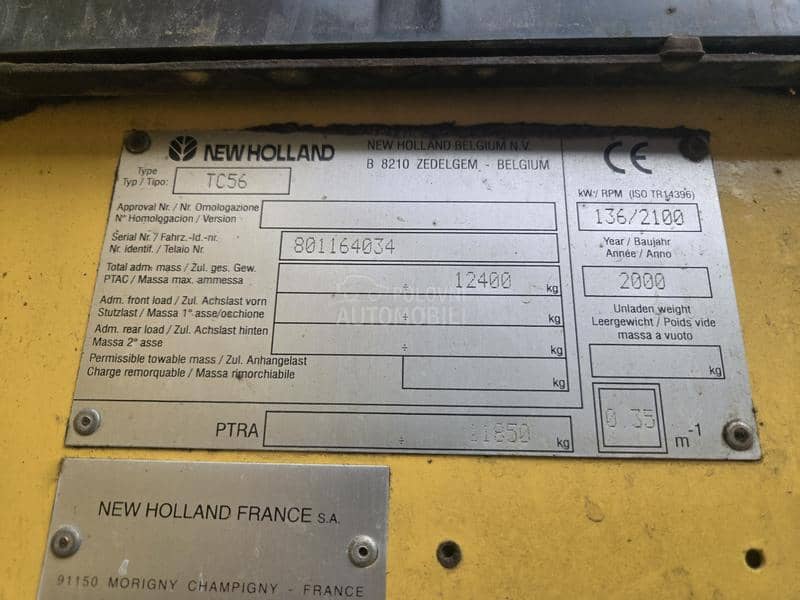 NEW HOLLAND
NEW HOLLAND BELGIUM N.V.
B 8210 ZEDELGEM - BELGIUM
CE
Type
Typ / Tipo:
TC56
kW / RPM (ISO TR14396)
136/2100
Approval Nr. / Nr. Omologazione
N° Homologacion / Version
Serial Nr. / Fahrz.-Id.-nr.
Nr. identif. / Telaio Nr.
801164034
Year / Baujahr
Année / Anno
2000
Total adm. mass / Zul. ges. Gew.
PTAC / Massa max. ammessa
12400 kg
Adm. front load / Zul. Achslast vorn
Stutzlast / Massa 1° asse/occhione
÷ kg
Unladen weight
Leergewicht / Poids vide
massa a vuoto
kg
Adm. rear load / Zul. Achslast hinten
Massa 2° asse
÷ kg
Permissible towable mass / Zul. Anhangelast
Charge remorquable / Massa rimorchiabile
kg
PTRA
÷ 11850 kg
0.35 m-1
POLOVNI
AUTOMOBILI
NEW HOLLAND FRANCE S.A.
91150 MORIGNY CHAMPIGNY - FRANCE